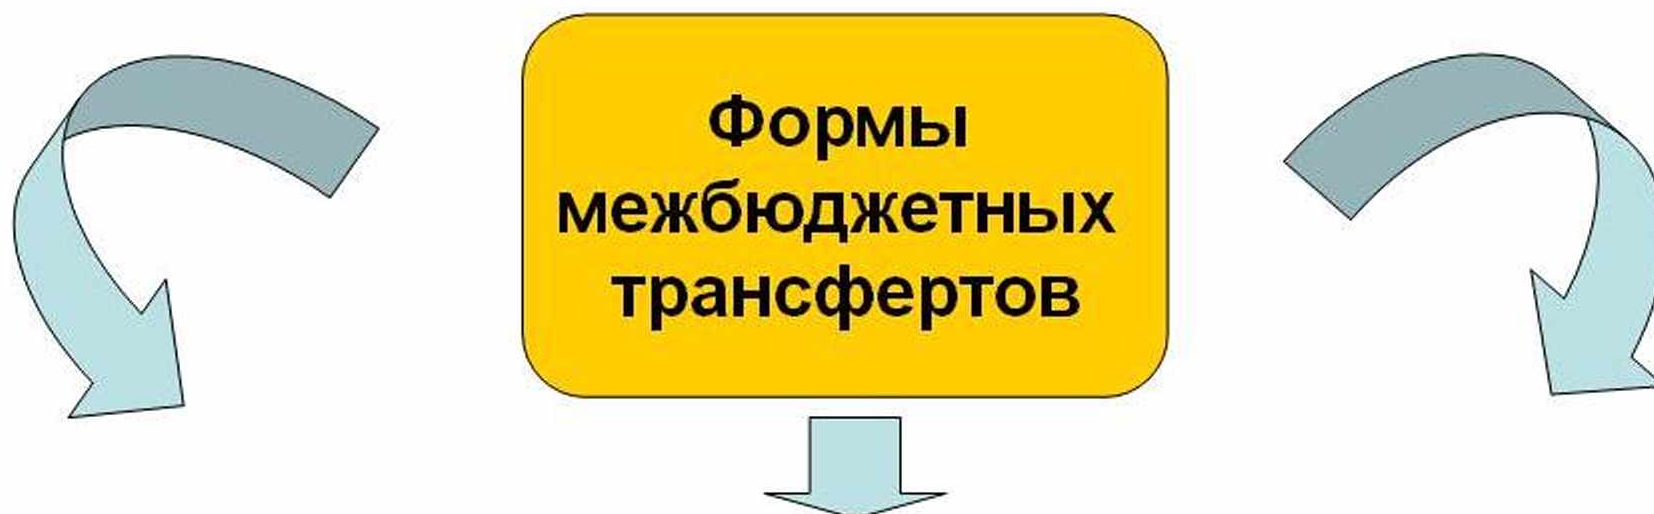 Формы
межбюджетных
трансфертов